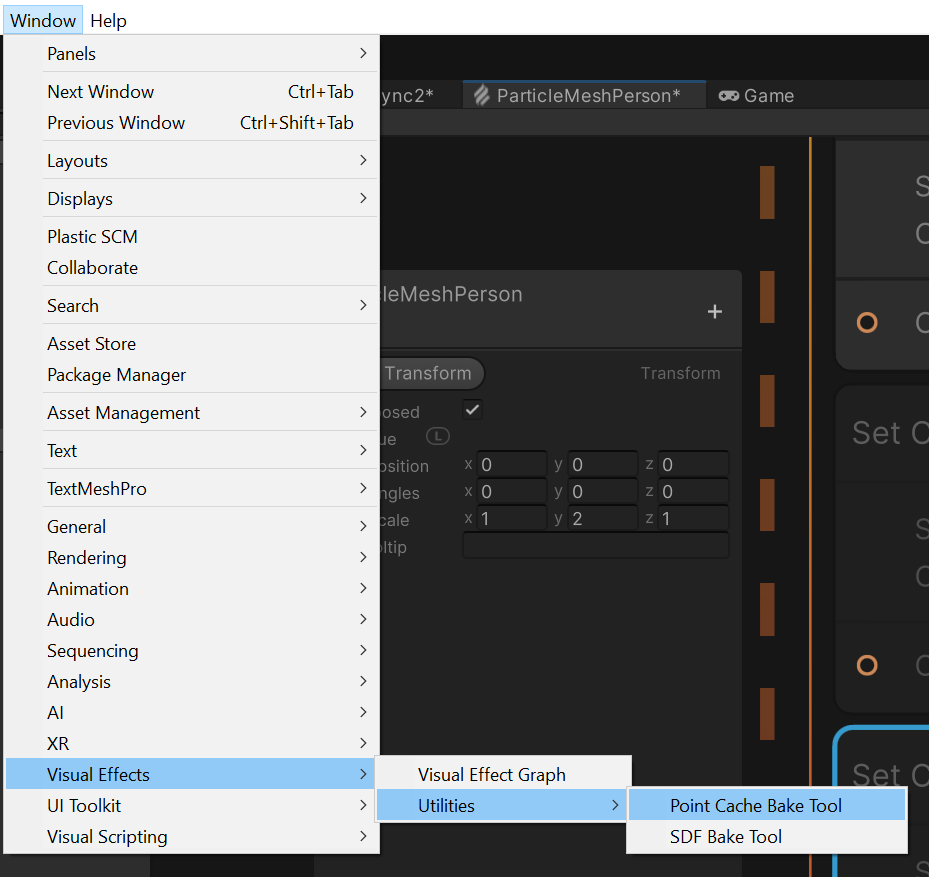 Window Help
Panels
Next Window Ctrl+Tab
Previous Window Ctrl+Shift+Tab
Layouts
Displays
Plastic SCM
Collaborate
Search
Asset Store
Package Manager
Asset Management
Text
TextMeshPro
General
Rendering
Animation
Audio
Sequencing
Analysis
AI
XR
Visual Effects
UI Toolkit
Visual Scripting
Visual Effect Graph
Utilities
Point Cache Bake Tool
SDF Bake Tool
ync2* ParticleMeshPerson* Game
leMeshPerson
+
Transform Transform
osed
ue L
osition x 0 y 0 z 0
ngles x 0 y 0 z 0
cale x 1 y 2 z 1
oltip
S
C
C
Set C
S
C
C
Set C
S